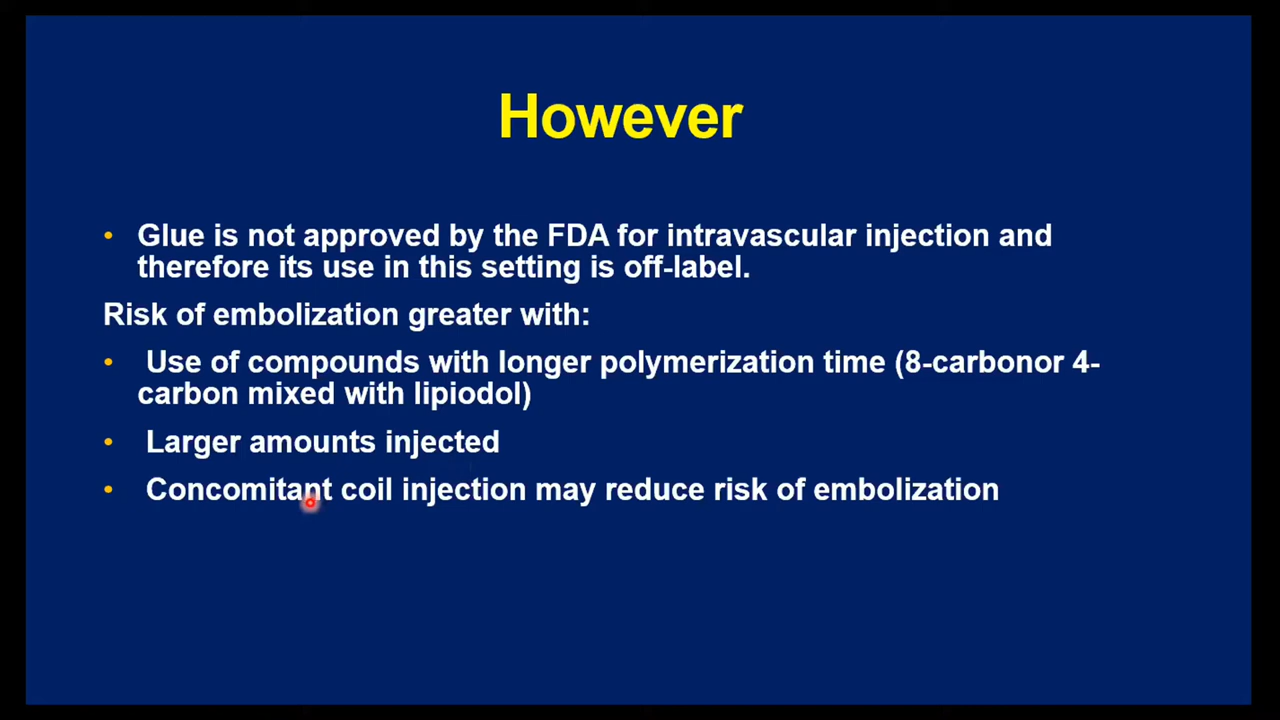 However
• Glue is not approved by the FDA for intravascular injection and
therefore its use in this setting is off-label.
Risk of embolization greater with:
• Use of compounds with longer polymerization time (8-carbonor 4-
carbon mixed with lipiodol)
• Larger amounts injected
• Concomitant coil injection may reduce risk of embolization